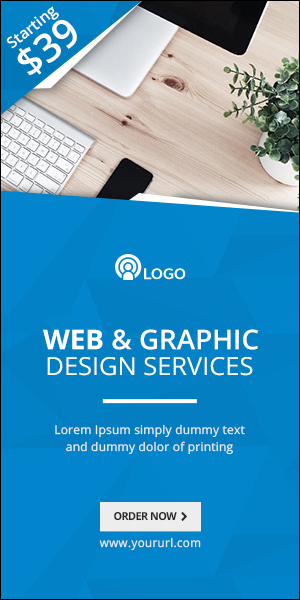 Starting
$39
LOGO
WEB & GRAPHIC
DESIGN SERVICES
Lorem Ipsum simply dummy text
and dummy dolor of printing
ORDER NOW
www.yoururl.com